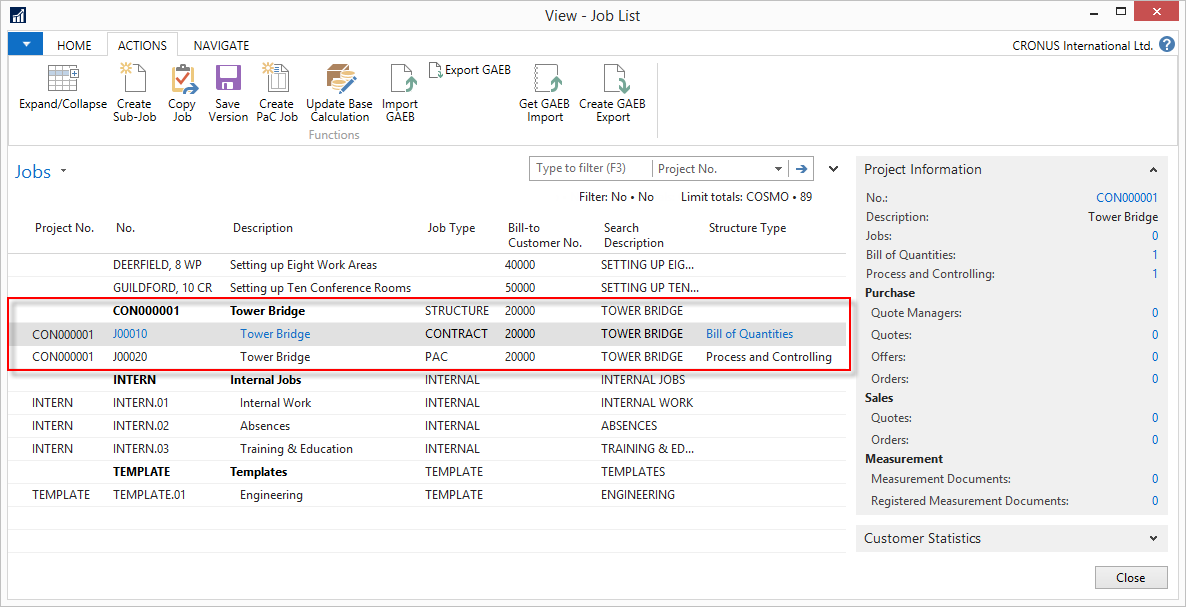 View - Job List
HOME ACTIONS NAVIGATE CRONUS International Ltd. ?
Expand/Collapse
Create Sub-Job
Copy Job
Save Version
Create PaC Job
Update Base Calculation
Import GAEB
Export GAEB
Get GAEB Import
Create GAEB Export
Functions
Jobs
Type to filter (F3) Project No.
Filter: No • No Limit totals: COSMO • 89
Project No. No. Description Job Type Bill-to Customer No. Search Description Structure Type
DEERFIELD, 8 WP Setting up Eight Work Areas 40000 SETTING UP EIG...
GUILDFORD, 10 CR Setting up Ten Conference Rooms 50000 SETTING UP TEN...
CON000001 Tower Bridge STRUCTURE 20000 TOWER BRIDGE
CON000001 J00010 Tower Bridge CONTRACT 20000 TOWER BRIDGE Bill of Quantities
CON000001 J00020 Tower Bridge PAC 20000 TOWER BRIDGE Process and Controlling
INTERN Internal Jobs INTERNAL INTERNAL JOBS
INTERN INTERN.01 Internal Work INTERNAL INTERNAL WORK
INTERN INTERN.02 Absences INTERNAL ABSENCES
INTERN INTERN.03 Training & Education INTERNAL TRAINING & ED...
TEMPLATE Templates TEMPLATE TEMPLATES
TEMPLATE TEMPLATE.01 Engineering TEMPLATE ENGINEERING
Project Information
No.: CON000001
Description: Tower Bridge
Jobs: 0
Bill of Quantities: 1
Process and Controlling: 1
Purchase
Quote Managers: 0
Quotes: 0
Offers: 0
Orders: 0
Sales
Quotes: 0
Orders: 0
Measurement
Measurement Documents: 0
Registered Measurement Documents: 0
Customer Statistics
Close